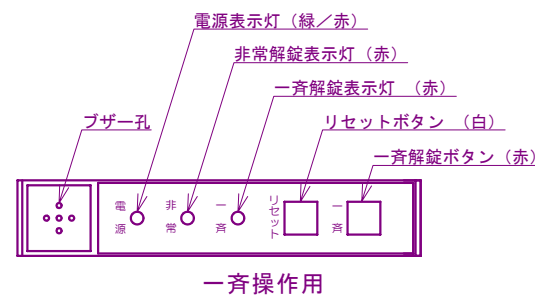 電源表示灯（緑／赤）
非常解錠表示灯（赤）
一斉解錠表示灯　（赤）
ブザー孔
リセットボタン　（白）
一斉解錠ボタン（赤）
電源
非常
一斉
リセット
一斉
一斉操作用